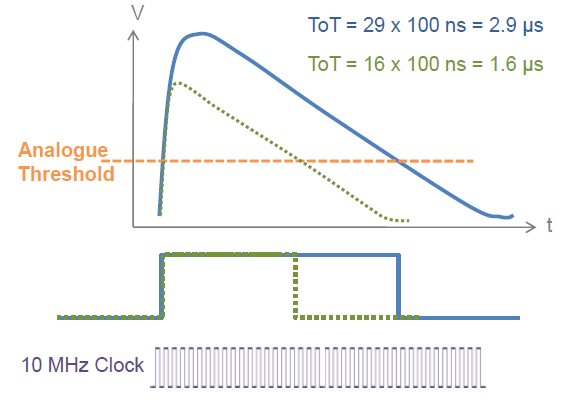 V
ToT = 29 x 100 ns = 2.9 µs
ToT = 16 x 100 ns = 1.6 µs
Analogue
Threshold
t
10 MHz Clock